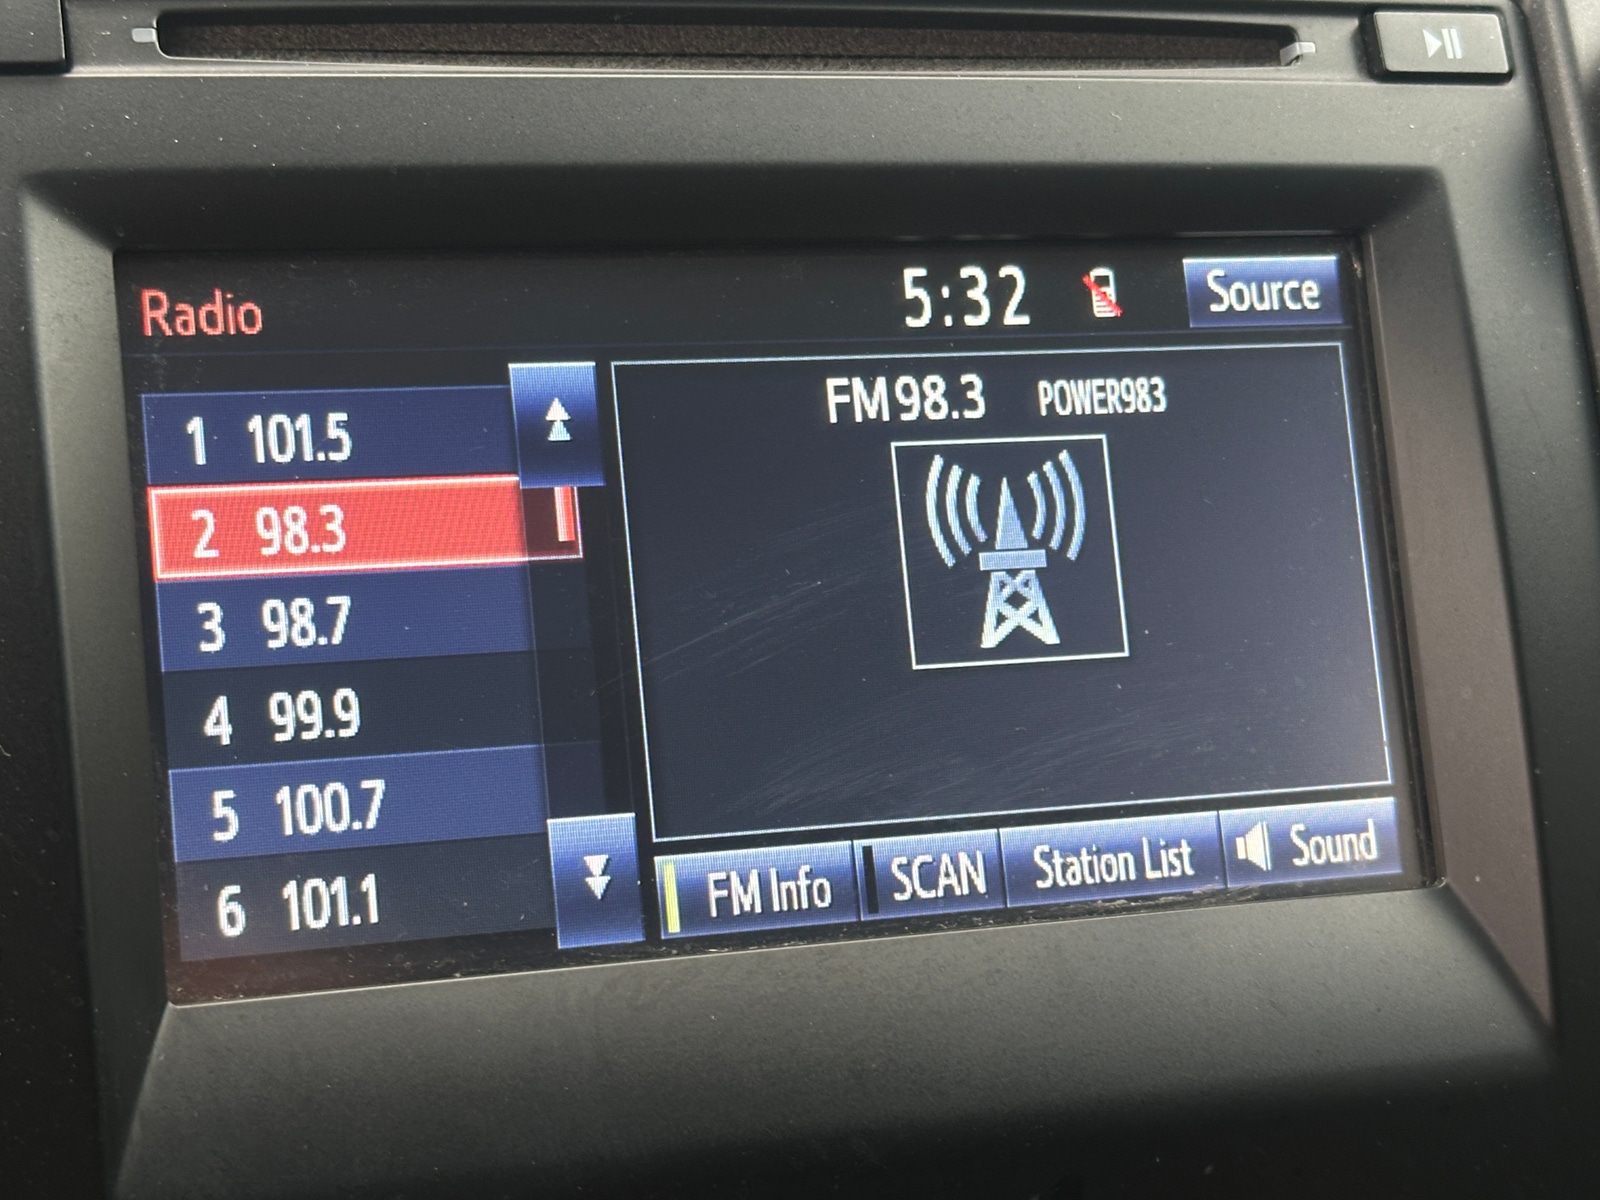 Radio 5:32 Source
1 101.5
2 98.3
3 98.7
4 99.9
5 100.7
6 101.1
FM 98.3 POWER983
FM Info SCAN Station List Sound